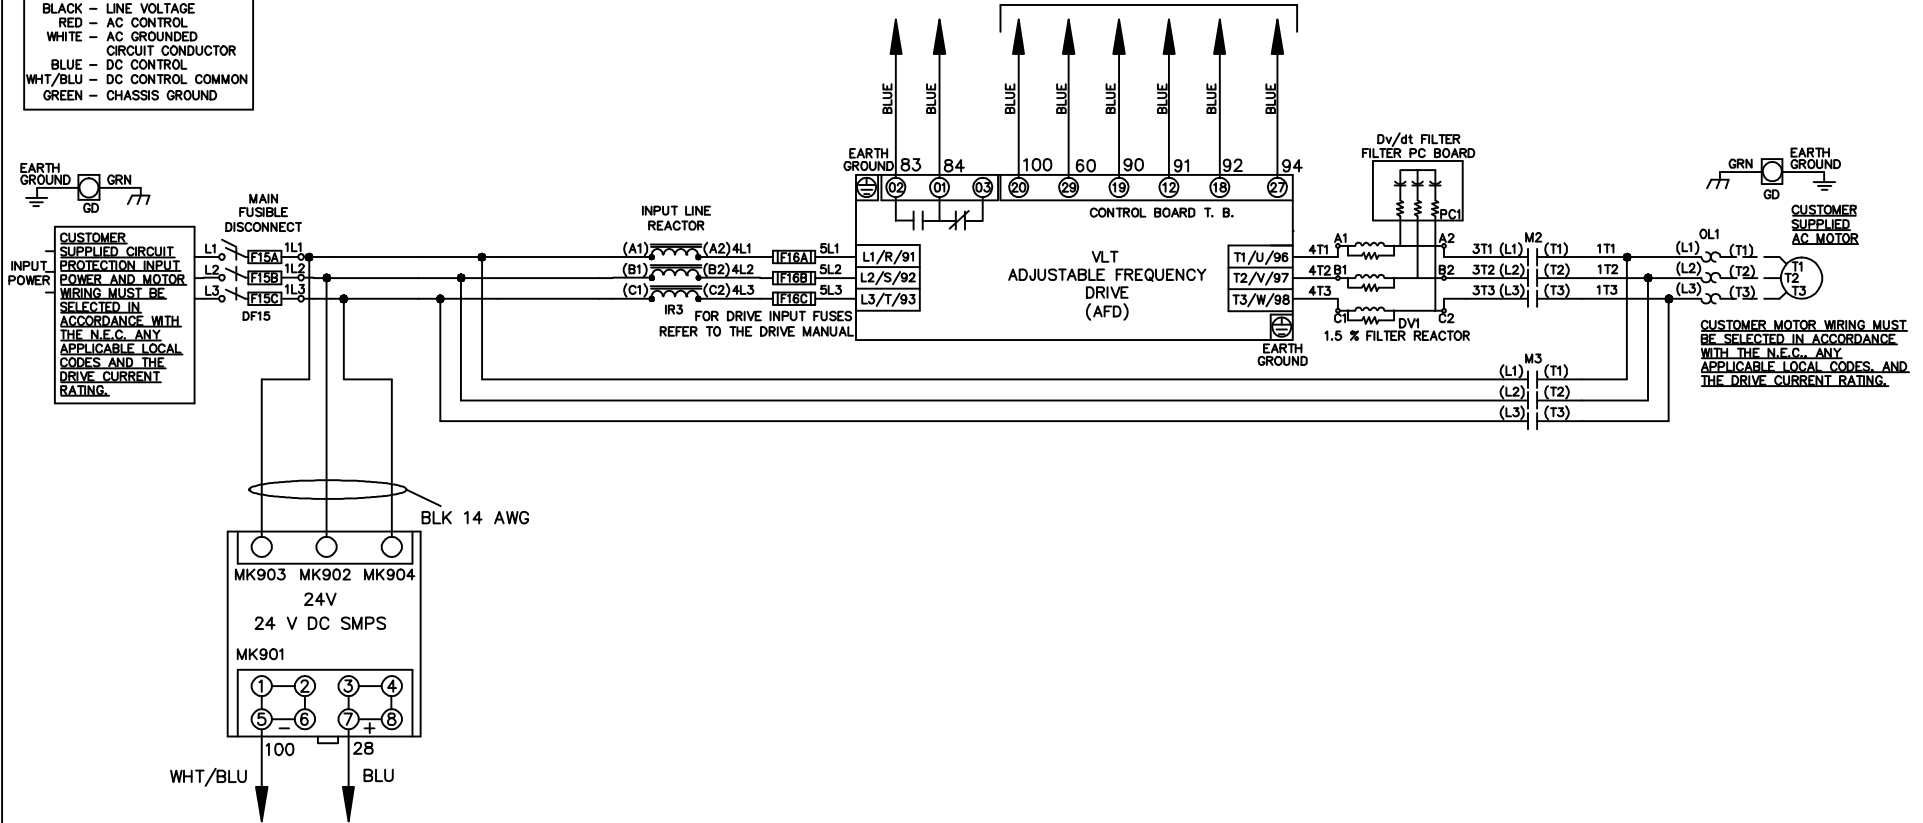 BLACK – LINE VOLTAGE
RED – AC CONTROL
WHITE – AC GROUNDED
CIRCUIT CONDUCTOR
BLUE – DC CONTROL
WHT/BLU – DC CONTROL COMMON
GREEN – CHASSIS GROUND
BLUE
BLUE
BLUE
BLUE
BLUE
BLUE
BLUE
BLUE
EARTH
GROUND
GRN
GD
MAIN
FUSIBLE
DISCONNECT
INPUT
POWER
CUSTOMER
SUPPLIED CIRCUIT
PROTECTION INPUT
POWER AND MOTOR
WIRING MUST BE
SELECTED IN
ACCORDANCE WITH
THE N.E.C. ANY
APPLICABLE LOCAL
CODES AND THE
DRIVE CURRENT
RATING.
L1 F15A 1L1
L2 F15B 1L2
L3 F15C 1L3
DF15
INPUT LINE
REACTOR
(A1) (A2) 4L1 IF16A 5L1
(B1) (B2) 4L2 IF16B 5L2
(C1) (C2) 4L3 IF16C 5L3
IR3
FOR DRIVE INPUT FUSES
REFER TO THE DRIVE MANUAL
EARTH
GROUND
83 84 100 60 90 91 92 94
02 01 03 20 29 19 12 18 27
CONTROL BOARD T. B.
L1/R/91
L2/S/92
L3/T/93
VLT
ADJUSTABLE FREQUENCY
DRIVE
(AFD)
T1/U/96
T2/V/97
T3/W/98
EARTH
GROUND
Dv/dt FILTER
FILTER PC BOARD
PC1
4T1 A1 A2
4T2 B1 B2
4T3 C1 C2
DV1
1.5 % FILTER REACTOR
M2
3T1 (L1) (T1) 1T1
3T2 (L2) (T2) 1T2
3T3 (L3) (T3) 1T3
M3
(L1) (T1)
(L2) (T2)
(L3) (T3)
GRN
GD
EARTH
GROUND
CUSTOMER
SUPPLIED
AC MOTOR
OL1
(L1) (T1)
(L2) (T2)
(L3) (T3)
T1
T2
T3
CUSTOMER MOTOR WIRING MUST
BE SELECTED IN ACCORDANCE
WITH THE N.E.C., ANY
APPLICABLE LOCAL CODES, AND
THE DRIVE CURRENT RATING.
BLK 14 AWG
MK903 MK902 MK904
24V
24 V DC SMPS
MK901
1 2 3 4
5 – 6 7 + 8
100 28
WHT/BLU BLU